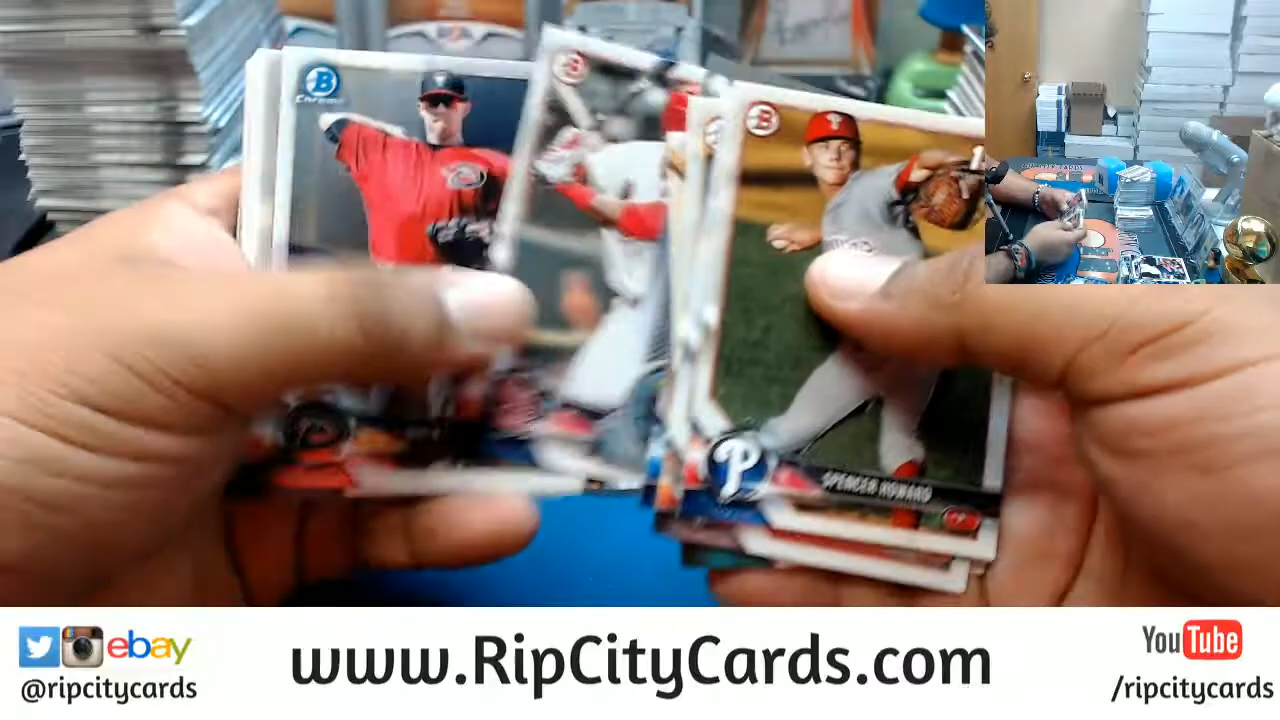 B
Chrome
B
B
P
SPENCER HOWARD
ebay
@ripcitycards
www.RipCityCards.com
YouTube
/ripcitycards